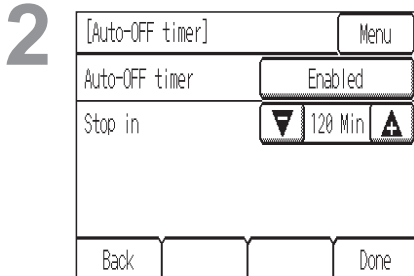 2
[Auto-OFF timer] Menu
Auto-OFF timer Enabled
Stop in 120 Min
Back Done